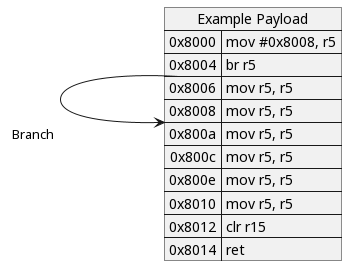 Example Payload
0x8000 mov #0x8008, r5
0x8004 br r5
0x8006 mov r5, r5
0x8008 mov r5, r5
0x800a mov r5, r5
0x800c mov r5, r5
0x800e mov r5, r5
0x8010 mov r5, r5
0x8012 clr r15
0x8014 ret
Branch